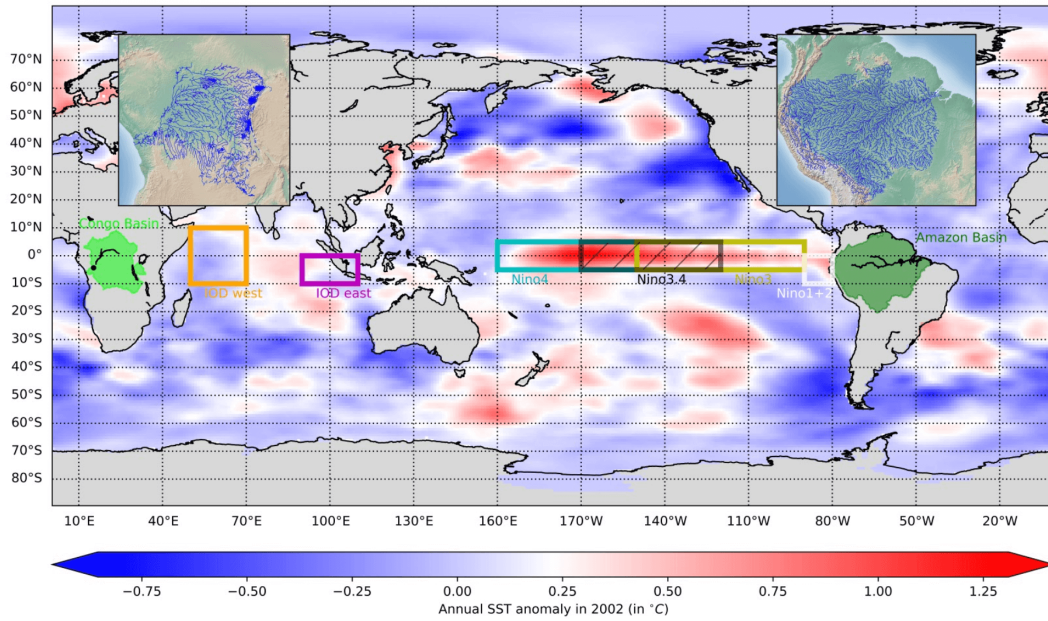 70°N
60°N
50°N
40°N
30°N
20°N
10°N
0°
10°S
20°S
30°S
40°S
50°S
60°S
70°S
80°S
Congo Basin
Amazon Basin
IOD west
IOD east
Nino4
Nino3.4
Nino3
Nino1+2
10°E 40°E 70°E 100°E 130°E 160°E 170°W 140°W 110°W 80°W 50°W 20°W
−0.75 −0.50 −0.25 0.00 0.25 0.50 0.75 1.00 1.25
Annual SST anomaly in 2002 (in °C)